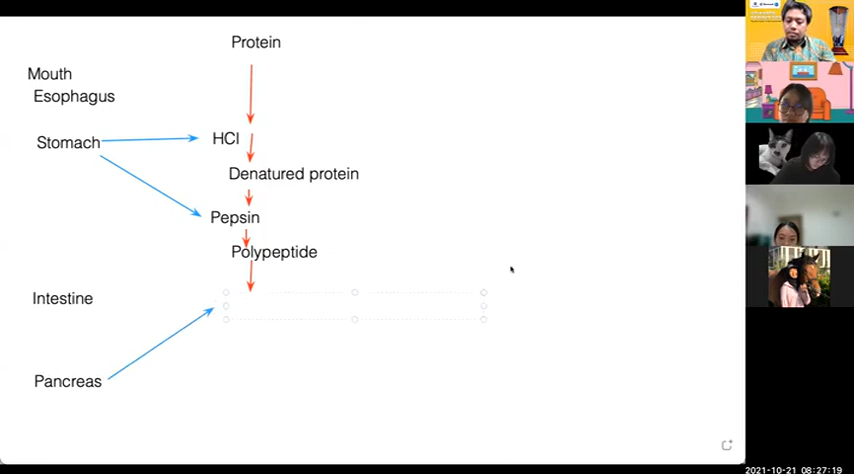 Protein
Mouth
Esophagus
Stomach
HCl
Denatured protein
Pepsin
Polypeptide
Intestine
Pancreas
2021-10-21 08:27:19